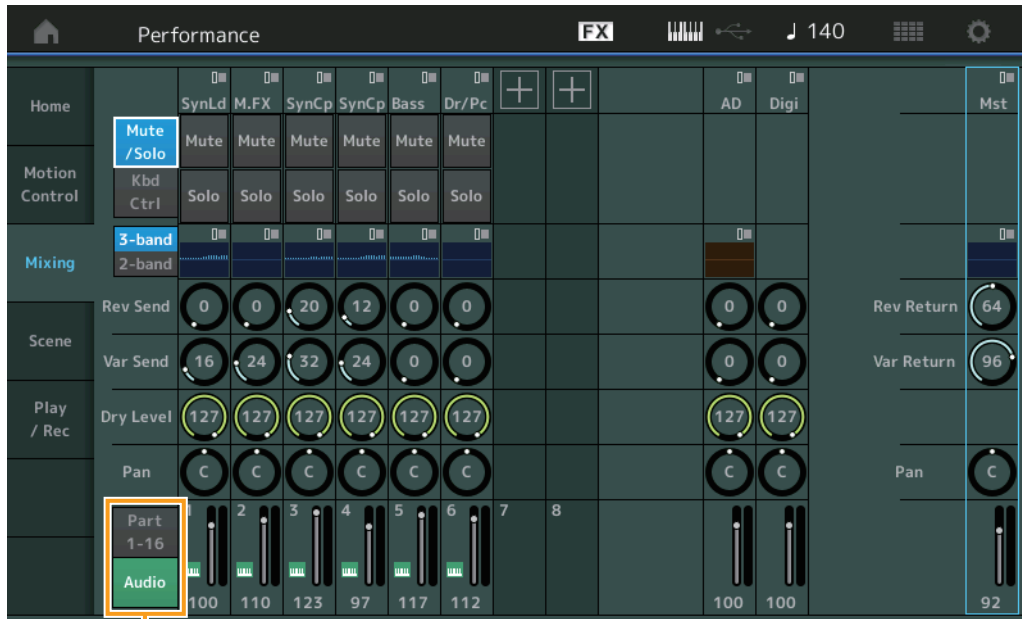 Performance FX 140
Home SynLd M.FX SynCp SynCp Bass Dr/Pc AD Digi Mst
Mute /Solo Mute Mute Mute Mute Mute Mute
Motion Control Kbd Ctrl Solo Solo Solo Solo Solo Solo
Mixing 3-band 2-band
Rev Send 0 0 20 12 0 0 0 0 Rev Return 64
Scene Var Send 16 24 32 24 0 0 0 0 Var Return 96
Play / Rec Dry Level 127 127 127 127 127 127 127 127
Pan C C C C C C C C Pan C
Part 1-16 1 2 3 4 5 6 7 8
Audio
100 110 123 97 117 112 100 100 92